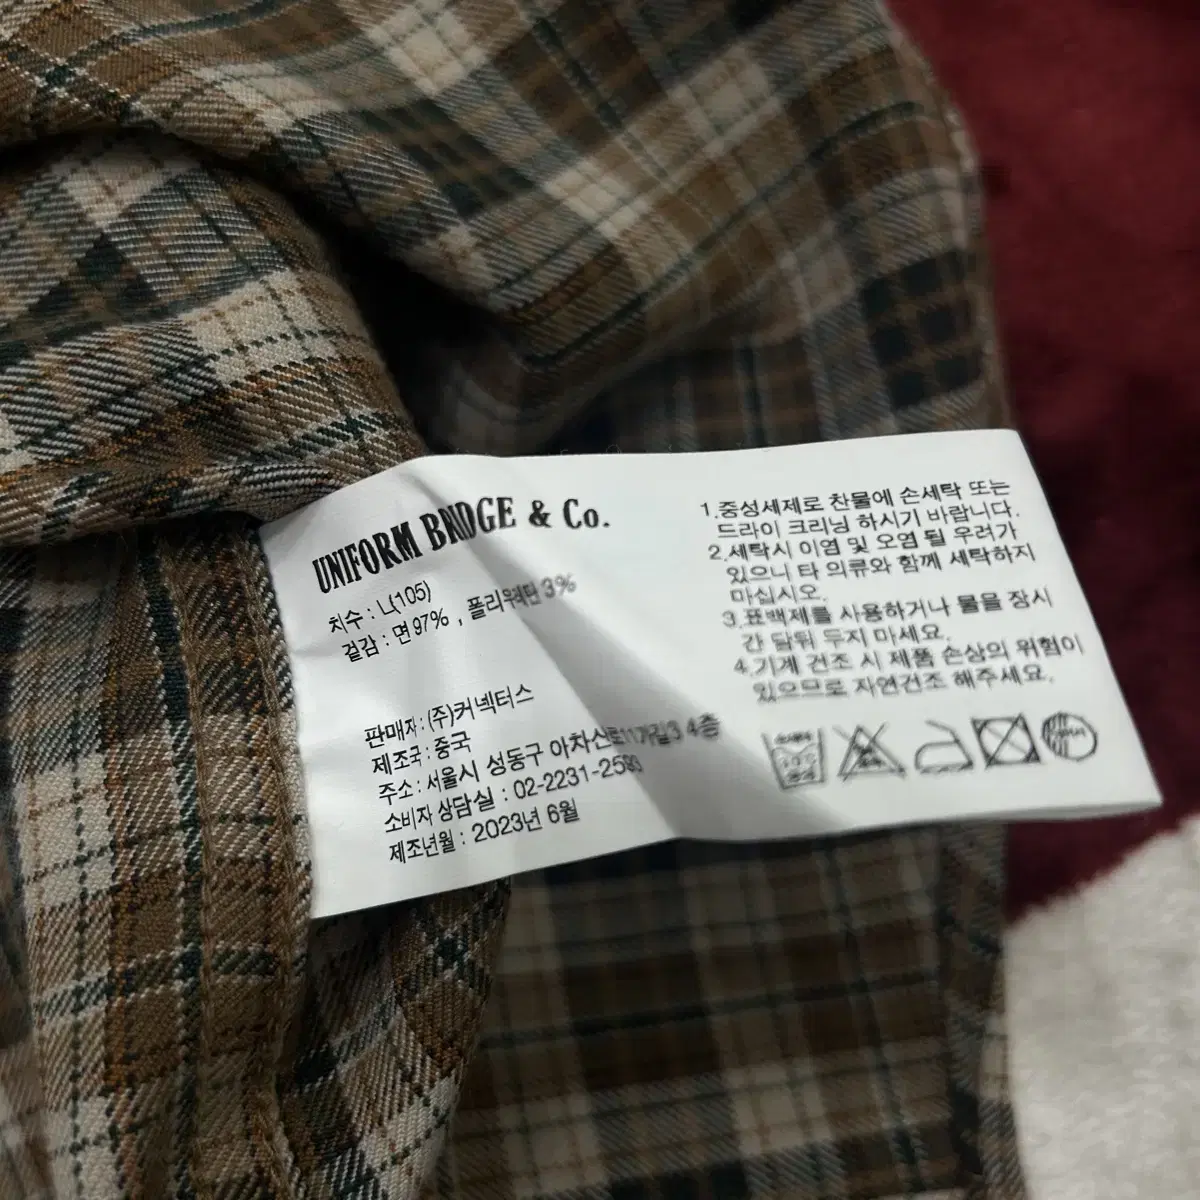 UNIFORM BRIDGE & Co.
치수 : L(105)
겉감 : 면 97% , 폴리우레탄 3%
판매자 : (주)커넥터스
제조국 : 중국
주소 : 서울시 성동구 아차산로11가길3 4층
소비자 상담실 : 02-2231-2593
제조년월 : 2023년 6월
1.중성세제로 찬물에 손세탁 또는
드라이 크리닝 하시기 바랍니다.
2.세탁시 이염 및 오염 될 우려가
있으니 타 의류와 함께 세탁하지
마십시오.
3.표백제를 사용하거나 물을 장시
간 담궈 두지 마세요.
4.기계 건조 시 제품 손상의 위험이
있으므로 자연건조 해주세요.